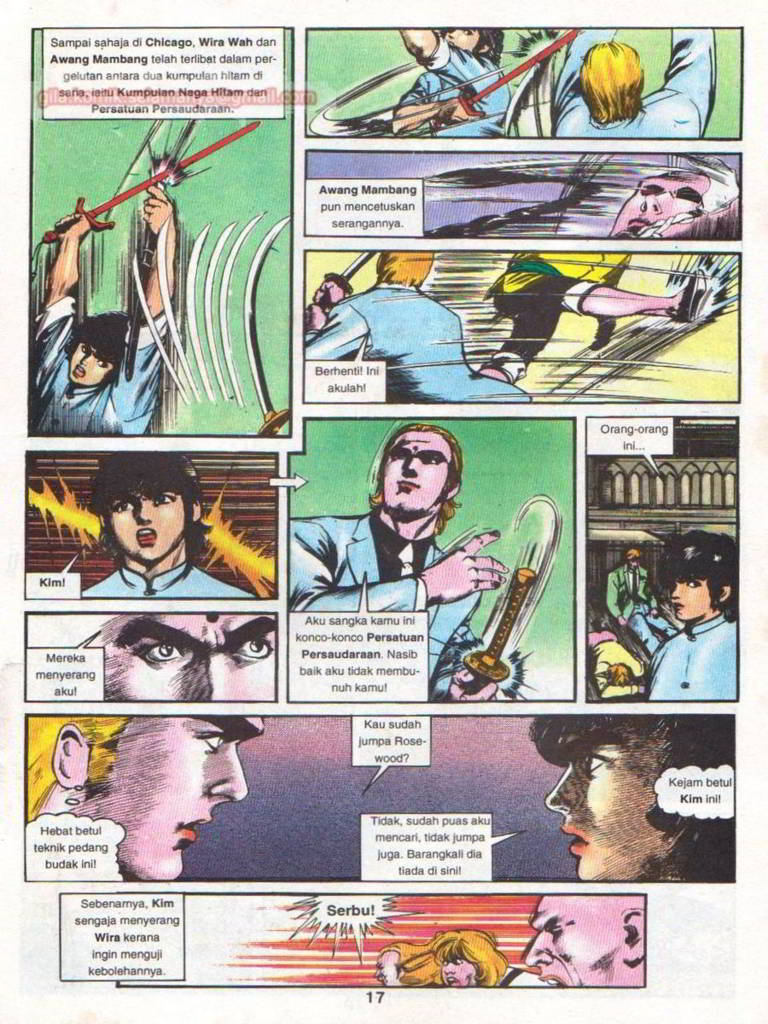 Sampai sahaja di Chicago, Wira Wah dan
Awang Mambang telah terlibat dalam per-
gelutan antara dua kumpulan hitam di
sana, iaitu Kumpulan Naga Hitam dan
Persatuan Persaudaraan.
gila.komik.selamanya@gmail.com
Awang Mambang
pun mencetuskan
serangannya.
Berhenti! Ini
akulah!
Kim!
Aku sangka kamu ini
konco-konco Persatuan
Persaudaraan. Nasib
baik aku tidak membu-
nuh kamu!
Orang-orang
ini...
Mereka
menyerang
aku!
Kau sudah
jumpa Rose-
wood?
Kejam betul
Kim ini!
Hebat betul
teknik pedang
budak ini!
Tidak, sudah puas aku
mencari, tidak jumpa
juga. Barangkali dia
tiada di sini!
Sebenarnya, Kim
sengaja menyerang
Wira kerana
ingin menguji
kebolehannya.
Serbu!
17